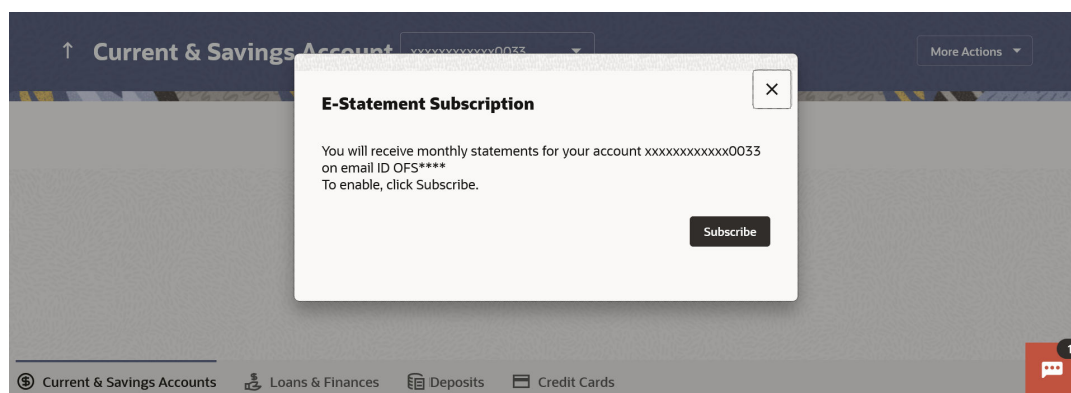 Current & Savings Account xxxxxxxxxxxx0033 More Actions
E-Statement Subscription
You will receive monthly statements for your account xxxxxxxxxxxx0033
on email ID OFS****
To enable, click Subscribe.
Subscribe
1
Current & Savings Accounts Loans & Finances Deposits Credit Cards